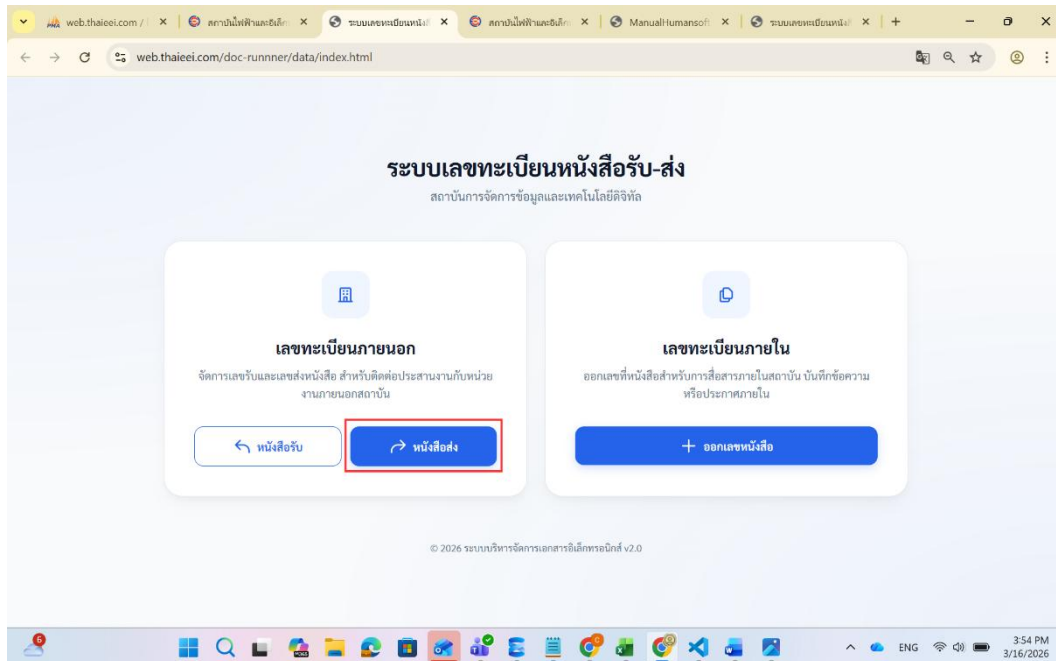 web.thaieei.com /
สถาบันไฟฟ้าและอิเล็ก
ระบบเลขทะเบียนหนังสื
สถาบันไฟฟ้าและอิเล็ก
ManualHumansoft
ระบบเลขทะเบียนหนังสื
web.thaieei.com/doc-runnner/data/index.html
ระบบเลขทะเบียนหนังสือรับ-ส่ง
สถาบันการจัดการข้อมูลและเทคโนโลยีดิจิทัล
เลขทะเบียนภายนอก
จัดการเลขรับและเลขส่งหนังสือ สำหรับติดต่อประสานงานกับหน่วย
งานภายนอกสถาบัน
หนังสือรับ
หนังสือส่ง
เลขทะเบียนภายใน
ออกเลขที่หนังสือสำหรับการสื่อสารภายในสถาบัน บันทึกข้อความ
หรือประกาศภายใน
ออกเลขหนังสือ
© 2026 ระบบบริหารจัดการเอกสารอิเล็กทรอนิกส์ v2.0
6
ENG
3:54 PM
3/16/2026